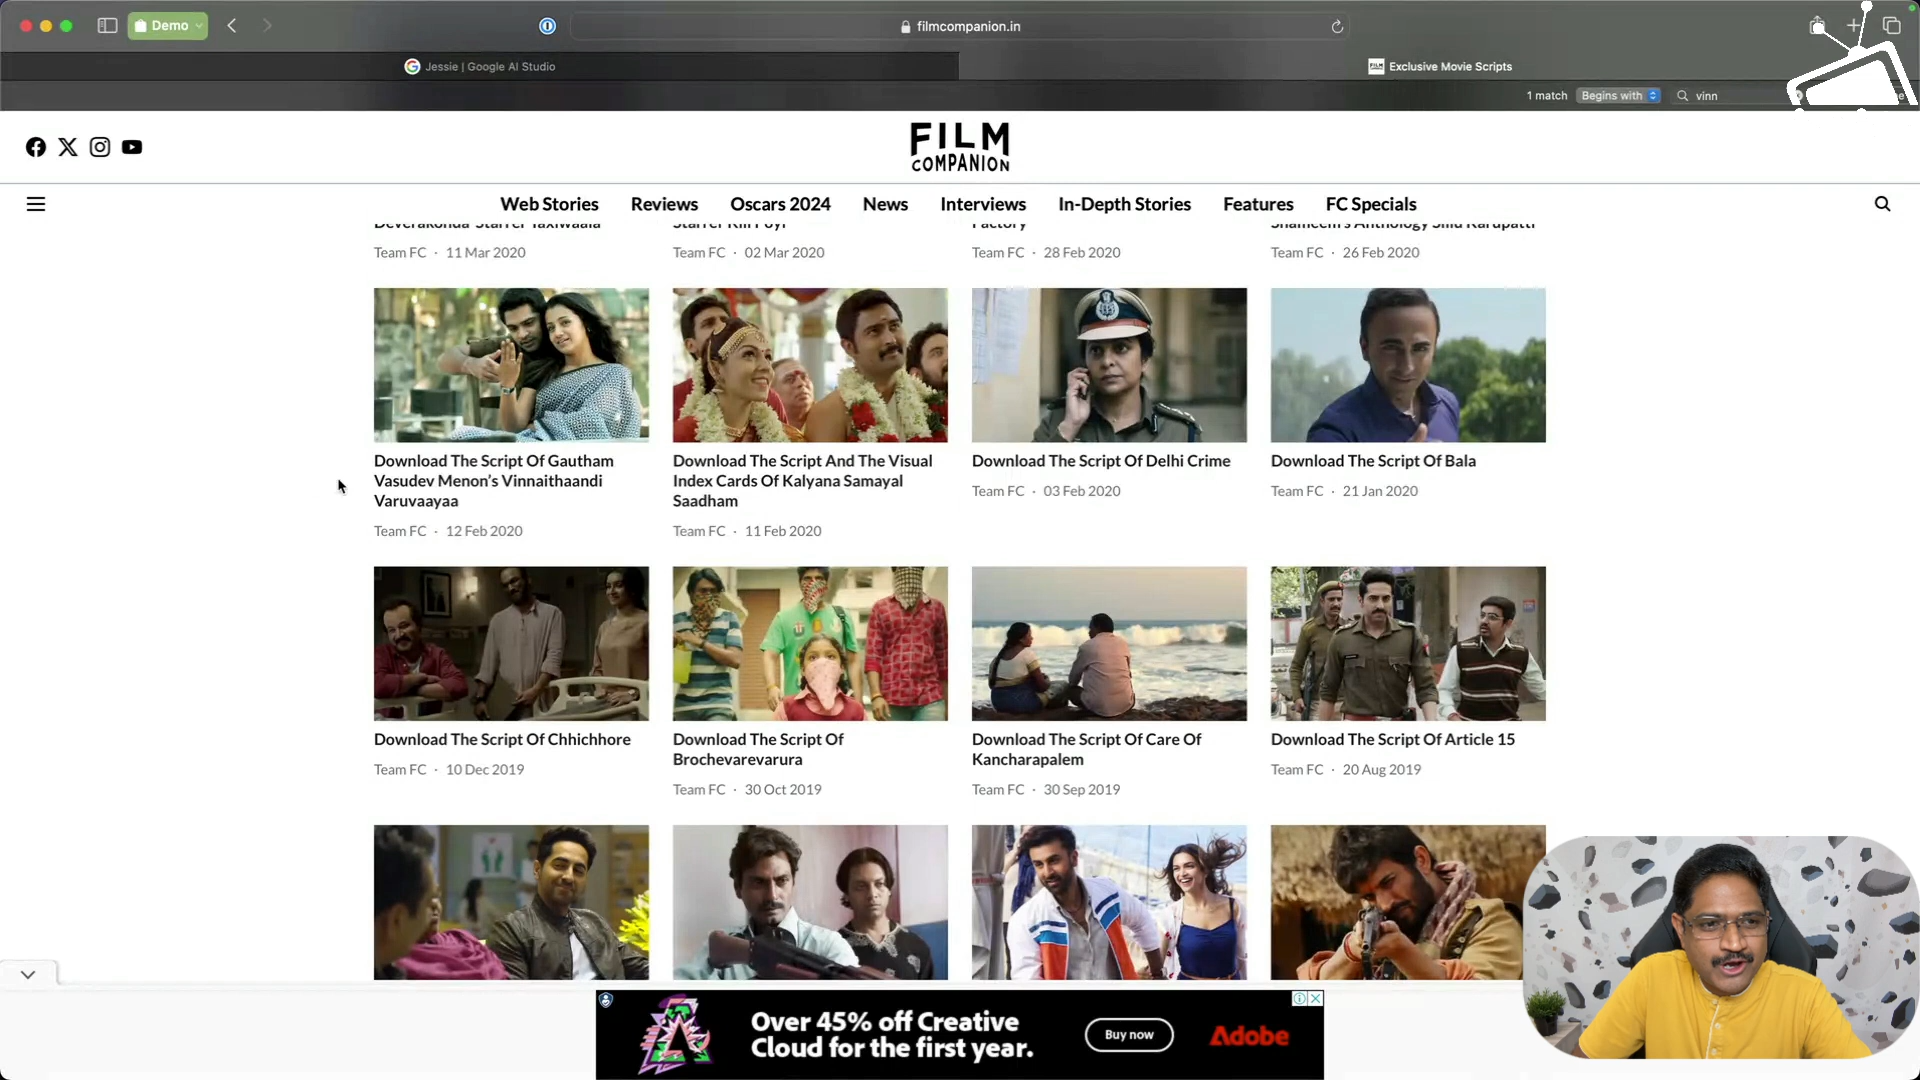 Demo
filmcompanion.in
Jessie | Google AI Studio
Exclusive Movie Scripts
1 match
Begins with
vinn
FILM
COMPANION
Web Stories
Reviews
Oscars 2024
News
Interviews
In-Depth Stories
Features
FC Specials
Team FC · 11 Mar 2020
Team FC · 02 Mar 2020
Team FC · 28 Feb 2020
Team FC · 26 Feb 2020
Download The Script Of Gautham
Vasudev Menon’s Vinnaithaandi
Varuvaayaa
Team FC · 12 Feb 2020
Download The Script And The Visual
Index Cards Of Kalyana Samayal
Saadham
Team FC · 11 Feb 2020
Download The Script Of Delhi Crime
Team FC · 03 Feb 2020
Download The Script Of Bala
Team FC · 21 Jan 2020
Download The Script Of Chhichhore
Team FC · 10 Dec 2019
Download The Script Of
Brochevarevarura
Team FC · 30 Oct 2019
Download The Script Of Care Of
Kancharapalem
Team FC · 30 Sep 2019
Download The Script Of Article 15
Team FC · 20 Aug 2019
Over 45% off Creative
Cloud for the first year.
Buy now
Adobe